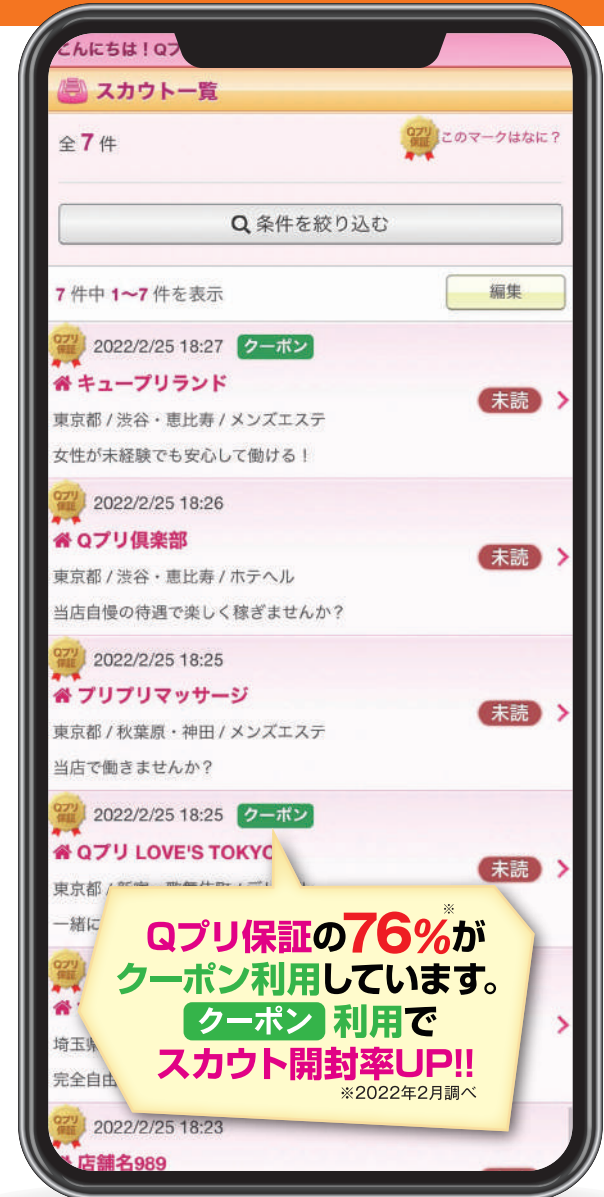 こんにちは！Qプ
スカウト一覧
全7件
Qプリ保証 このマークはなに？
条件を絞り込む
7 件中 1〜7 件を表示
編集
Qプリ保証 2022/2/25 18:27 クーポン
キュープリランド
未読
東京都 / 渋谷・恵比寿 / メンズエステ
女性が未経験でも安心して働ける！
Qプリ保証 2022/2/25 18:26
Qプリ倶楽部
未読
東京都 / 渋谷・恵比寿 / ホテヘル
当店自慢の待遇で楽しく稼ぎませんか？
Qプリ保証 2022/2/25 18:25
プリプリマッサージ
未読
東京都 / 秋葉原・神田 / メンズエステ
当店で働きませんか？
Qプリ保証 2022/2/25 18:25 クーポン
Qプリ LOVE'S TOKYO
未読
東京都
一緒に
Qプリ保証の76%※が
クーポン利用しています。
クーポン 利用で
スカウト開封率UP!!
※2022年2月調べ
Qプリ保証
埼玉県
完全自由
Qプリ保証 2022/2/25 18:23
店舗名989